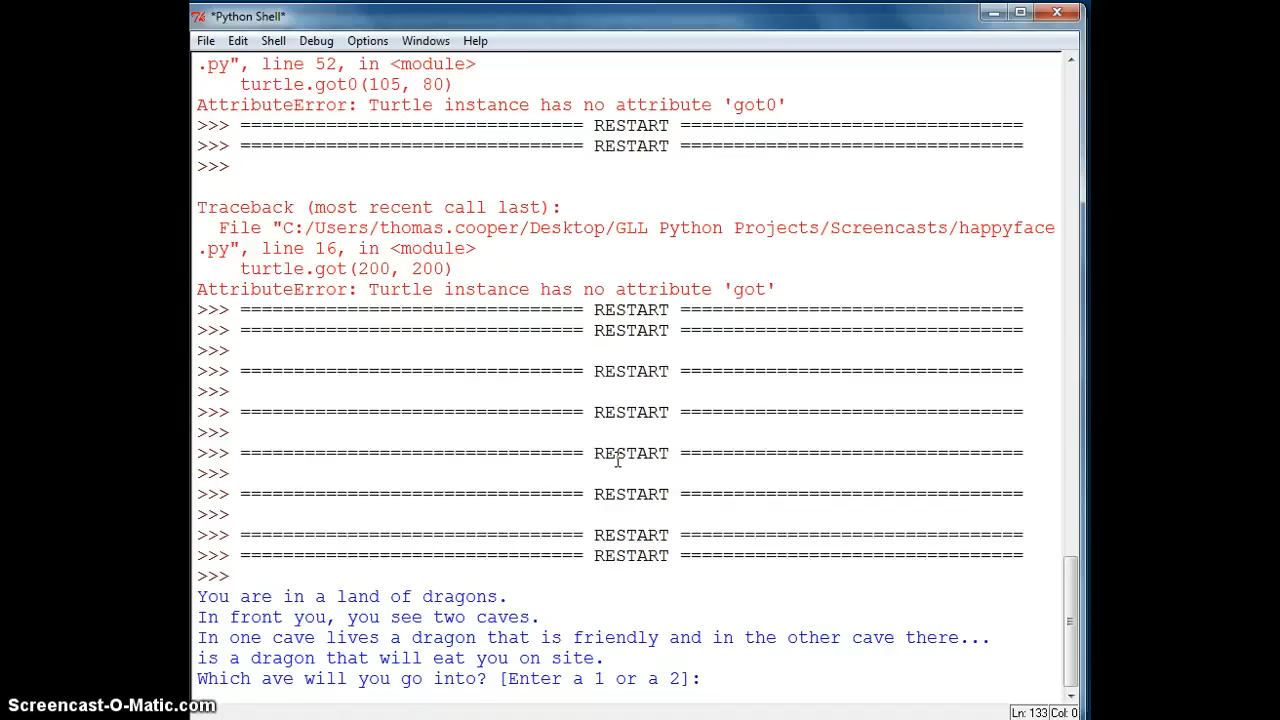 *Python Shell*
File Edit Shell Debug Options Windows Help
.py", line 52, in <module>
turtle.got0(105, 80)
AttributeError: Turtle instance has no attribute 'got0'
>>> ================================ RESTART ================================
>>> ================================ RESTART ================================
>>>
Traceback (most recent call last):
File "C:/Users/thomas.cooper/Desktop/GLL Python Projects/Screencasts/happyface
.py", line 16, in <module>
turtle.got(200, 200)
AttributeError: Turtle instance has no attribute 'got'
>>> ================================ RESTART ================================
>>> ================================ RESTART ================================
>>>
>>> ================================ RESTART ================================
>>>
>>> ================================ RESTART ================================
>>>
>>> ================================ RESTART ================================
>>>
>>> ================================ RESTART ================================
>>>
>>> ================================ RESTART ================================
>>> ================================ RESTART ================================
>>>
You are in a land of dragons.
In front you, you see two caves.
In one cave lives a dragon that is friendly and in the other cave there...
is a dragon that will eat you on site.
Which ave will you go into? [Enter a 1 or a 2]:
Screencast-O-Matic.com
Ln: 133 Col: 0